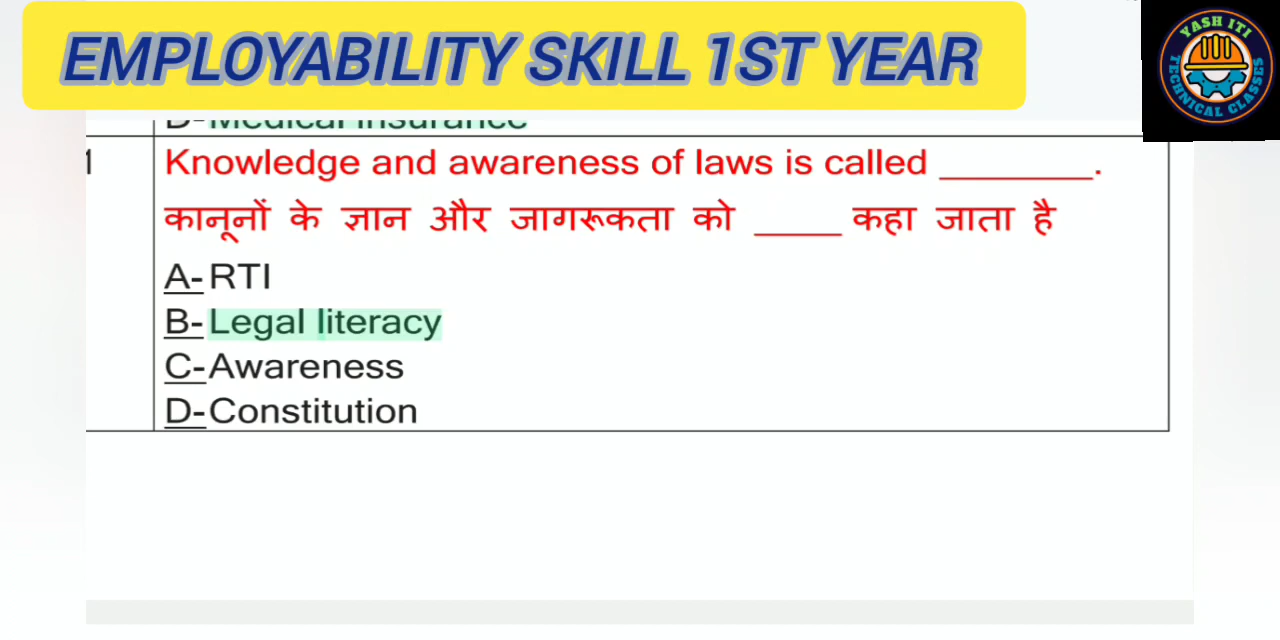 EMPLOYABILITY SKILL 1ST YEAR
YASH ITI
TECHNICAL CLASSES
D-Medical Insurance
1 Knowledge and awareness of laws is called ________.
कानूनों के ज्ञान और जागरूकता को _____ कहा जाता है
A-RTI
B-Legal literacy
C-Awareness
D-Constitution